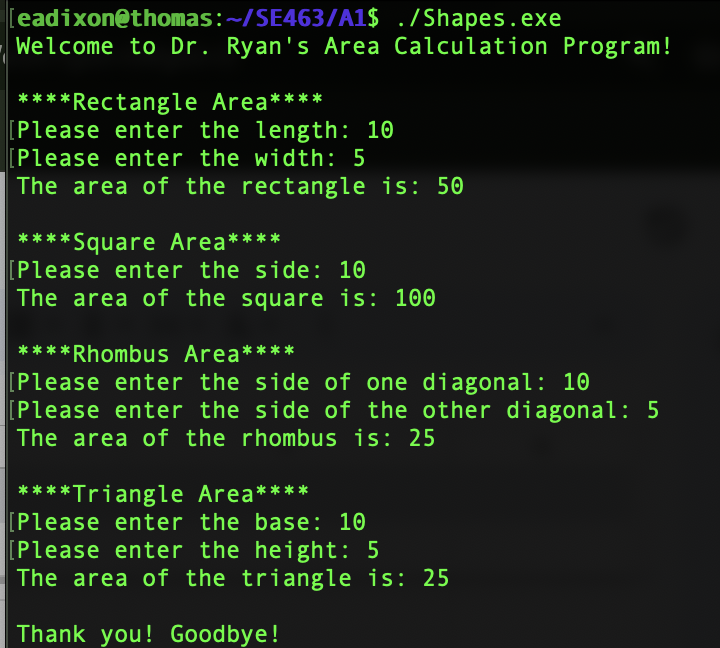 [eadixon@thomas:~/SE463/A1$ ./Shapes.exe
Welcome to Dr. Ryan's Area Calculation Program!
****Rectangle Area****
[Please enter the length: 10
[Please enter the width: 5
The area of the rectangle is: 50
****Square Area****
[Please enter the side: 10
The area of the square is: 100
****Rhombus Area****
[Please enter the side of one diagonal: 10
[Please enter the side of the other diagonal: 5
The area of the rhombus is: 25
****Triangle Area****
[Please enter the base: 10
[Please enter the height: 5
The area of the triangle is: 25
Thank you! Goodbye!